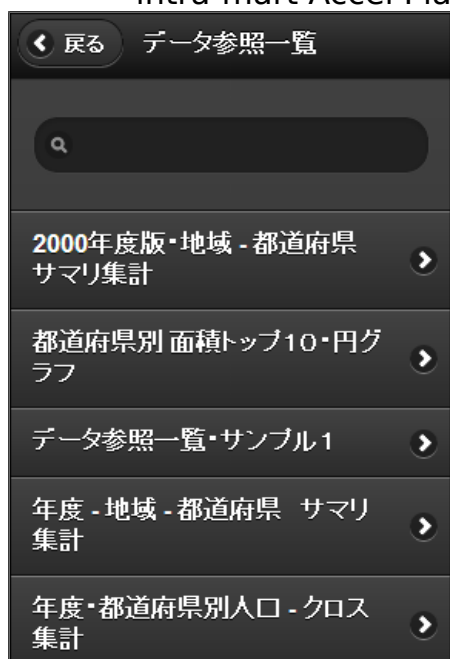 戻る データ参照一覧
2000年度版・地域 - 都道府県
サマリ集計
都道府県別 面積トップ10・円グ
ラフ
データ参照一覧・サンプル1
年度 - 地域 - 都道府県 サマリ
集計
年度・都道府県別人口 - クロス
集計